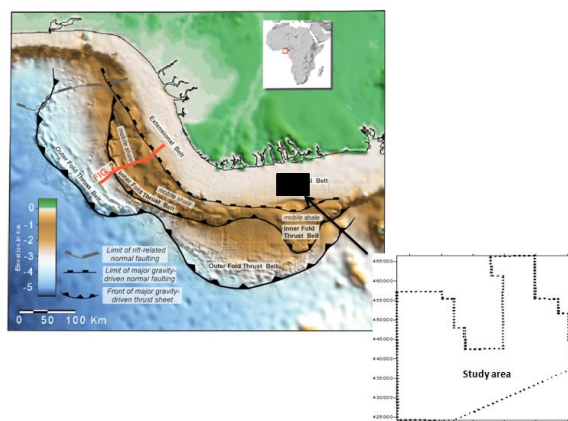 Extensional Belt
mobile shale
Outer Fold Thrust Belt
FIG.
Inner Fold Thrust Belt
mobile shale
Belt
mobile shale
Inner Fold
Thrust Belt
Outer Fold Thrust Belt
Elevation in Km.
0
-1
-2
-3
-4
-5
Limit of rift-related
normal faulting
Limit of major gravity-
driven normal faulting
Front of major gravity-
driven thrust sheet
0 50 100 Km
465000
460000
455000
450000
445000
440000
435000
430000
425000
Study area